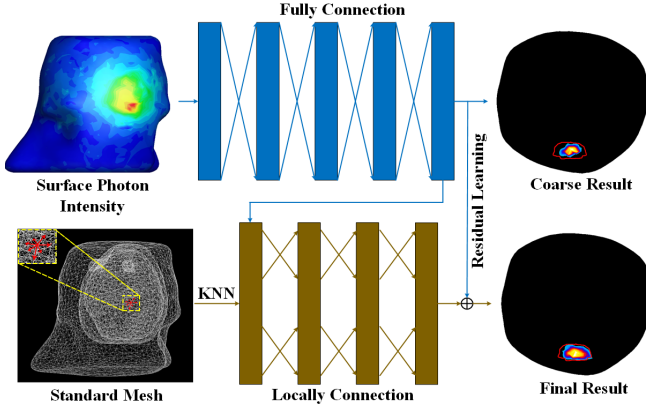 Fully Connection
Surface Photon
Intensity
Coarse Result
Residual Learning
KNN
Standard Mesh
Locally Connection
Final Result